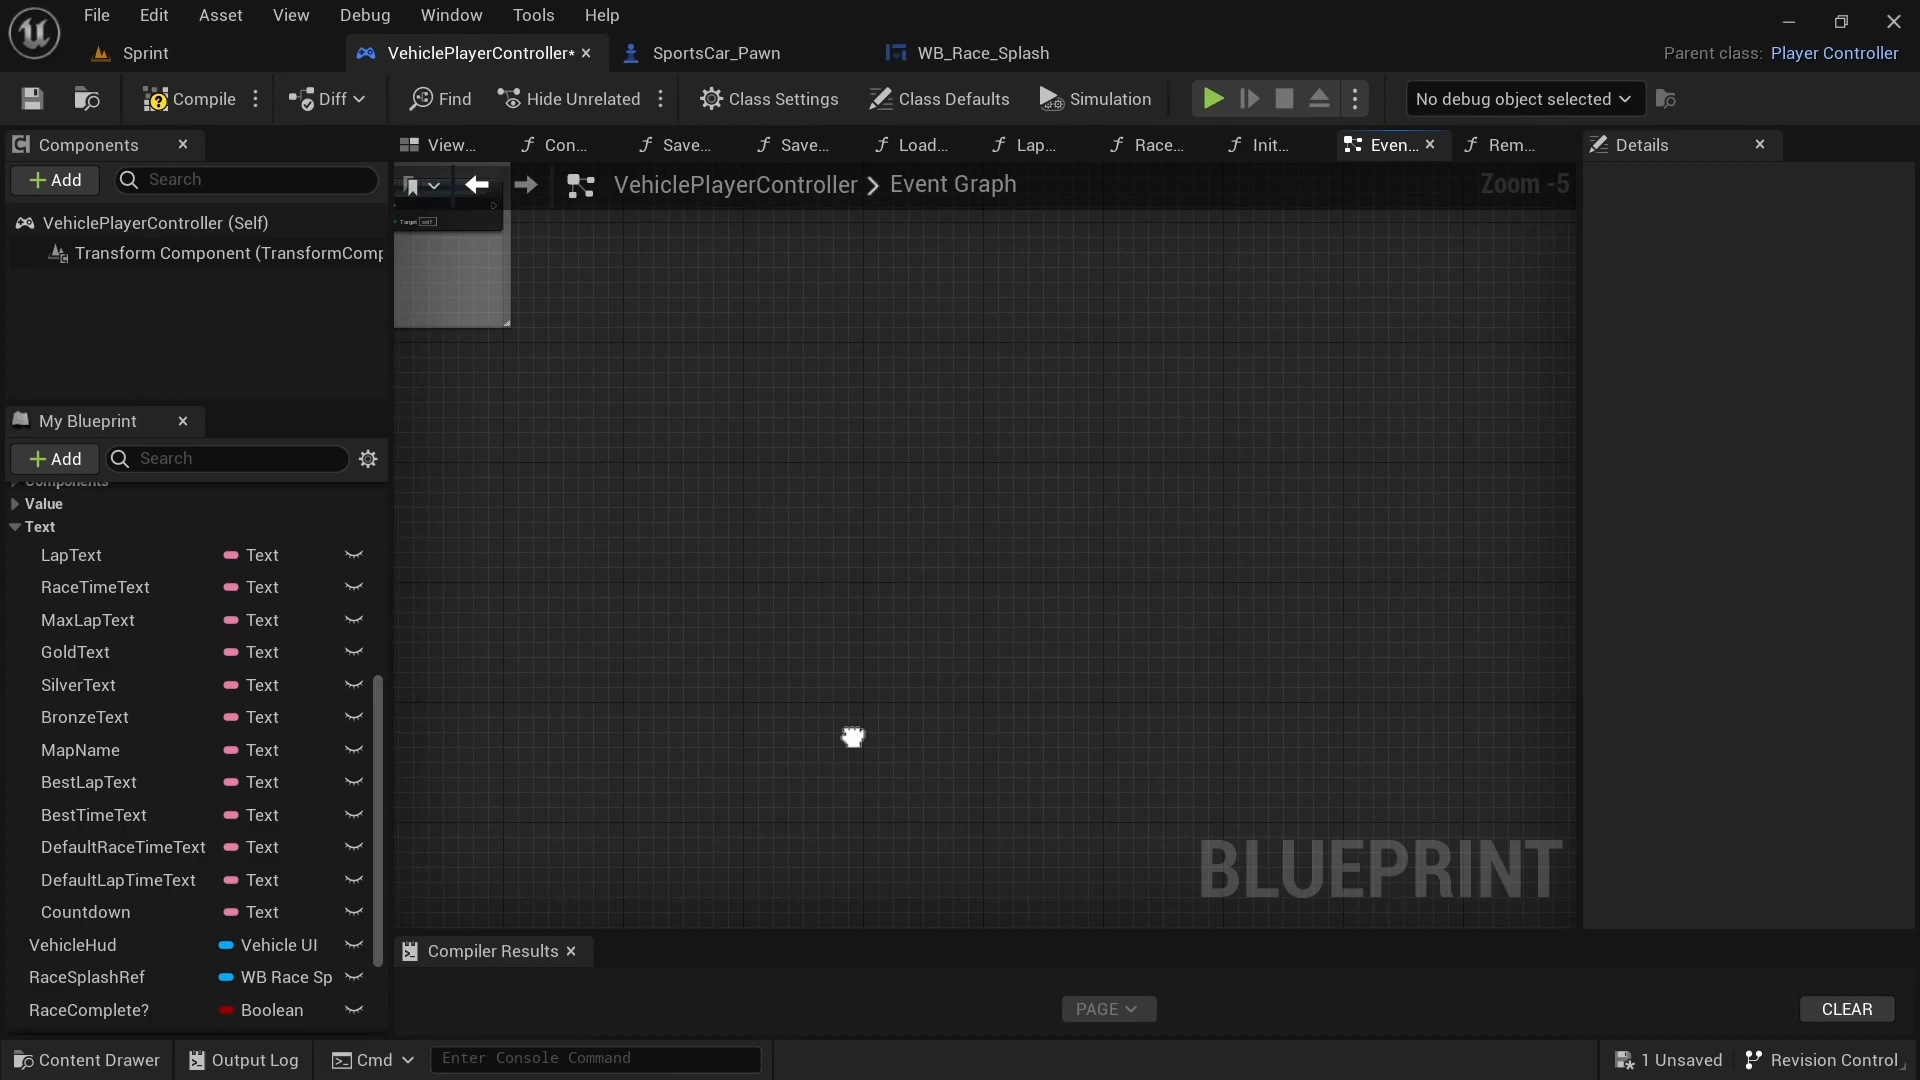 File Edit Asset View Debug Window Tools Help
Sprint VehiclePlayerController* SportsCar_Pawn WB_Race_Splash Parent class: Player Controller
Compile Diff Find Hide Unrelated Class Settings Class Defaults Simulation No debug object selected
Components View... Con... Save... Save... Load... Lap... Race... Init... Even... Rem... Details
Add Search
VehiclePlayerController > Event Graph Zoom -5
Target self
VehiclePlayerController (Self)
Transform Component (TransformComp
My Blueprint
Add Search
Components
Value
Text
LapText Text
RaceTimeText Text
MaxLapText Text
GoldText Text
SilverText Text
BronzeText Text
MapName Text
BestLapText Text
BestTimeText Text
DefaultRaceTimeText Text
DefaultLapTimeText Text
Countdown Text
VehicleHud Vehicle UI
RaceSplashRef WB Race Sp
RaceComplete? Boolean
BLUEPRINT
Compiler Results
PAGE CLEAR
Content Drawer Output Log Cmd Enter Console Command 1 Unsaved Revision Control